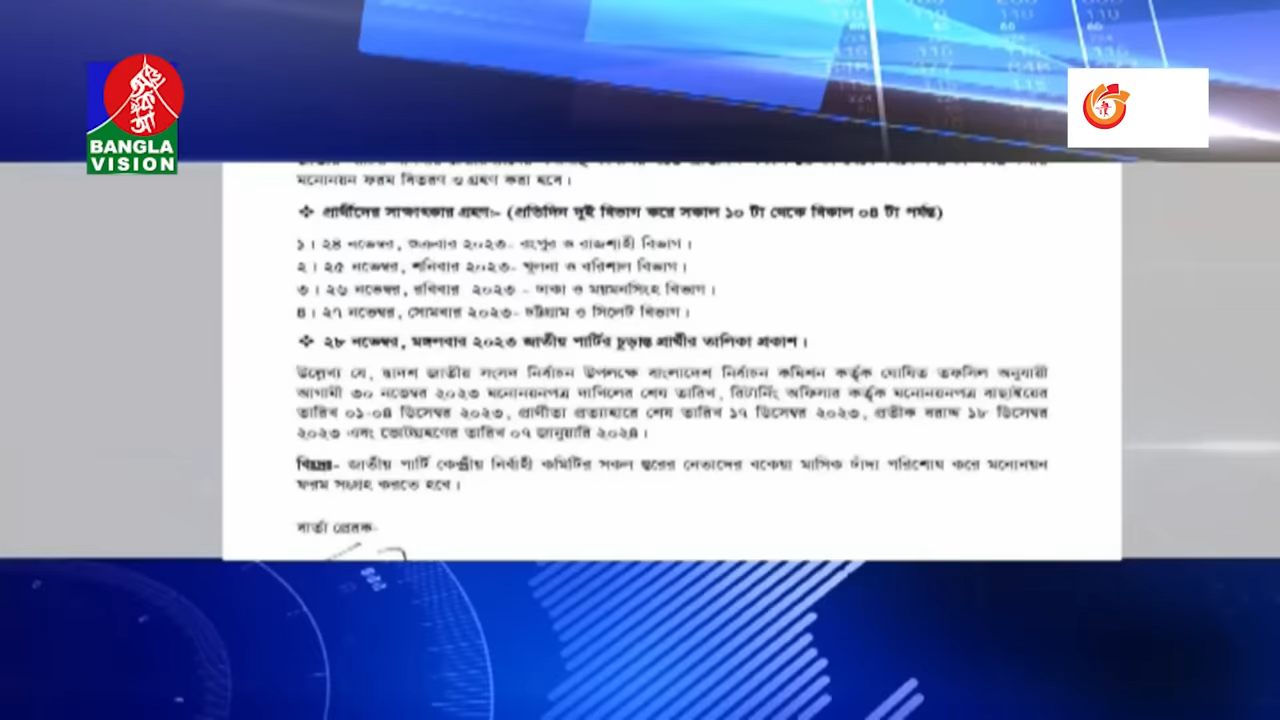 BANGLA
VISION
মনোনয়ন ফরম বিতরণ ও গ্রহণ করা হবে।
❖ প্রার্থীদের সাক্ষাৎকার গ্রহণঃ- (প্রতিদিন দুই বিভাগ করে সকাল ১০ টা থেকে বিকাল ০৪ টা পর্যন্ত)
১। ২৪ নভেম্বর, শুক্রবার ২০২৩- রংপুর ও রাজশাহী বিভাগ।
২। ২৫ নভেম্বর, শনিবার ২০২৩- খুলনা ও বরিশাল বিভাগ।
৩। ২৬ নভেম্বর, রবিবার ২০২৩ - ঢাকা ও ময়মনসিংহ বিভাগ।
৪। ২৭ নভেম্বর, সোমবার ২০২৩- চট্টগ্রাম ও সিলেট বিভাগ।
❖ ২৮ নভেম্বর, মঙ্গলবার ২০২৩ জাতীয় পার্টির চুড়ান্ত প্রার্থীর তালিকা প্রকাশ।
উল্লেখ্য যে, দ্বাদশ জাতীয় সংসদ নির্বাচন উপলক্ষে বাংলাদেশ নির্বাচন কমিশন কর্তৃক ঘোষিত তফসিল অনুযায়ী
আগামী ৩০ নভেম্বর ২০২৩ মনোনয়নপত্র দাখিলের শেষ তারিখ, রিটার্নিং অফিসার কর্তৃক মনোনয়নপত্র বাছাইয়ের
তারিখ ০১-০৪ ডিসেম্বর ২০২৩, প্রার্থীতা প্রত্যাহারে শেষ তারিখ ১৭ ডিসেম্বর ২০২৩, প্রতীক বরাদ্দ ১৮ ডিসেম্বর
২০২৩ এবং ভোটগ্রহণের তারিখ ০৭ জানুয়ারি ২০২৪।
বিঃদ্রঃ- জাতীয় পার্টি কেন্দ্রীয় নির্বাহী কমিটির সকল স্তরের নেতাদের বকেয়া মাসিক চাঁদা পরিশোধ করে মনোনয়ন
ফরম সংগ্রহ করতে হবে।
বার্তা প্রেরক-